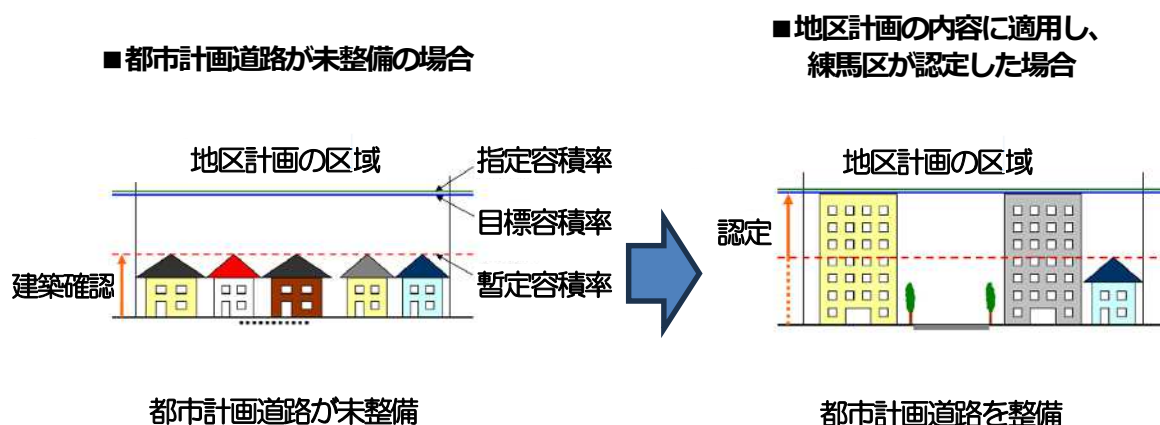 ■都市計画道路が未整備の場合
地区計画の区域
指定容積率
目標容積率
暫定容積率
建築確認
都市計画道路が未整備
■地区計画の内容に適用し、
練馬区が認定した場合
地区計画の区域
認定
都市計画道路を整備